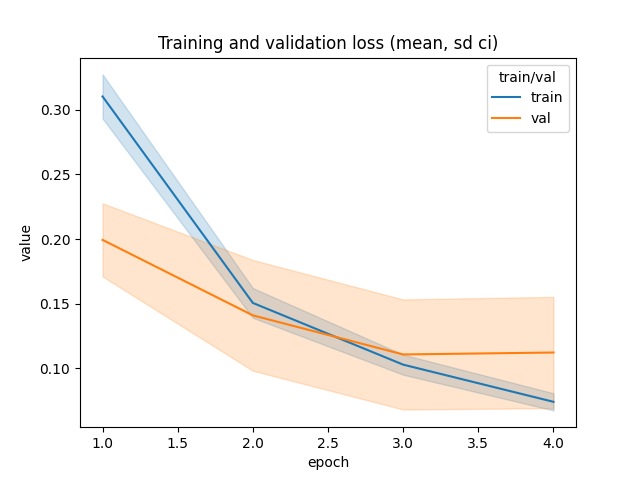 Training and validation loss (mean, sd ci)
train/val
train
val
0.30
0.25
0.20
0.15
0.10
value
1.0 1.5 2.0 2.5 3.0 3.5 4.0
epoch